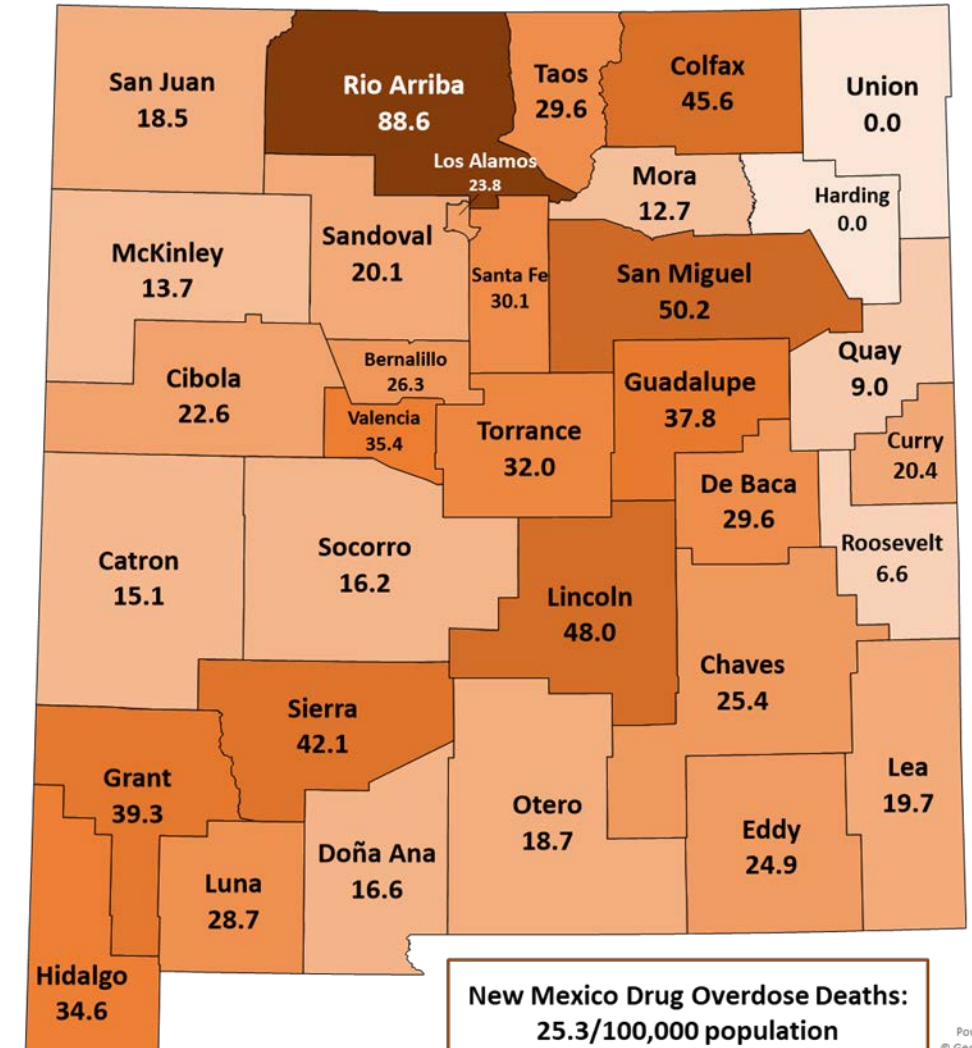 San Juan
18.5
Rio Arriba
88.6
Taos
29.6
Colfax
45.6
Union
0.0
Los Alamos
23.8
Mora
12.7
Harding
0.0
McKinley
13.7
Sandoval
20.1
Santa Fe
30.1
San Miguel
50.2
Quay
9.0
Cibola
22.6
Bernalillo
26.3
Valencia
35.4
Torrance
32.0
Guadalupe
37.8
Curry
20.4
De Baca
29.6
Catron
15.1
Socorro
16.2
Lincoln
48.0
Roosevelt
6.6
Chaves
25.4
Sierra
42.1
Grant
39.3
Otero
18.7
Lea
19.7
Eddy
24.9
Doña Ana
16.6
Luna
28.7
Hidalgo
34.6
New Mexico Drug Overdose Deaths:
25.3/100,000 population